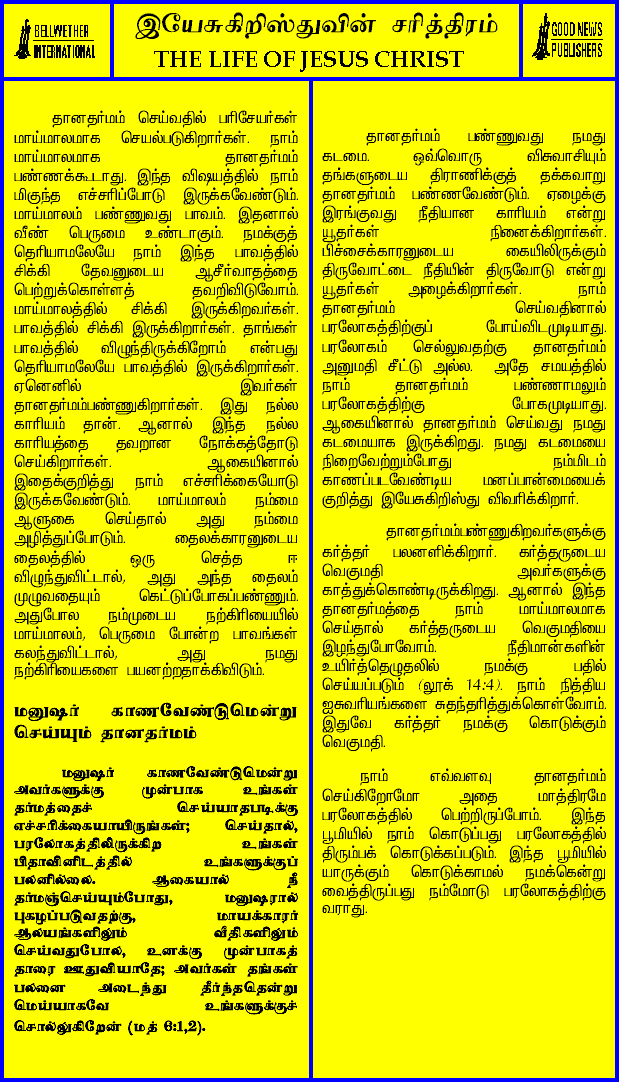 BELLWETHER
INTERNATIONAL
இயேசுகிறிஸ்துவின் சரித்திரம்
THE LIFE OF JESUS CHRIST
GOOD NEWS
PUBLISHERS
தானதர்மம் செய்வதில் பரிசேயர்கள்
மாய்மாலமாக செயல்படுகிறார்கள். நாம்
மாய்மாலமாக தானதர்மம்
பண்ணக்கூடாது. இந்த விஷயத்தில் நாம்
மிகுந்த எச்சரிப்போடு இருக்கவேண்டும்.
மாய்மாலம் பண்ணுவது பாவம். இதனால்
வீண் பெருமை உண்டாகும். நமக்குத்
தெரியாமலேயே நாம் இந்த பாவத்தில்
சிக்கி தேவனுடைய ஆசீர்வாதத்தை
பெற்றுக்கொள்ளத் தவறிவிடுவோம்.
மாய்மாலத்தில் சிக்கி இருக்கிறவர்கள்.
பாவத்தில் சிக்கி இருக்கிறார்கள். தாங்கள்
பாவத்தில் விழுந்திருக்கிறோம் என்பது
தெரியாமலேயே பாவத்தில் இருக்கிறார்கள்.
ஏனெனில் இவர்கள்
தானதர்மம்பண்ணுகிறார்கள். இது நல்ல
காரியம் தான். ஆனால் இந்த நல்ல
காரியத்தை தவறான நோக்கத்தோடு
செய்கிறார்கள். ஆகையினால்
இதைக்குறித்து நாம் எச்சரிக்கையோடு
இருக்கவேண்டும். மாய்மாலம் நம்மை
ஆளுகை செய்தால் அது நம்மை
அழித்துப்போடும். தைலக்காரனுடைய
தைலத்தில் ஒரு செத்த ஈ
விழுந்துவிட்டால், அது அந்த தைலம்
முழுவதையும் கெட்டுப்போகப்பண்ணும்.
அதுபோல நம்முடைய நற்கிரியையில்
மாய்மாலம், பெருமை போன்ற பாவங்கள்
கலந்துவிட்டால், அது நமது
நற்கிரியைகளை பயனற்றதாக்கிவிடும்.
மனுஷர் காணவேண்டுமென்று
செய்யும் தானதர்மம்
மனுஷர் காணவேண்டுமென்று
அவர்களுக்கு முன்பாக உங்கள்
தர்மத்தைச் செய்யாதபடிக்கு
எச்சரிக்கையாயிருங்கள்; செய்தால்,
பரலோகத்திலிருக்கிற உங்கள்
பிதாவினிடத்தில் உங்களுக்குப்
பலனில்லை. ஆகையால் நீ
தர்மஞ்செய்யும்போது, மனுஷரால்
புகழப்படுவதற்கு, மாயக்காரர்
ஆலயங்களிலும் வீதிகளிலும்
செய்வதுபோல, உனக்கு முன்பாகத்
தாரை ஊதுவியாதே; அவர்கள் தங்கள்
பலனை அடைந்து தீர்ந்ததென்று
மெய்யாகவே உங்களுக்குச்
சொல்லுகிறேன் (மத் 6:1,2).
தானதர்மம் பண்ணுவது நமது
கடமை. ஒவ்வொரு விசுவாசியும்
தங்களுடைய திராணிக்குத் தக்கவாறு
தானதர்மம் பண்ணவேண்டும். ஏழைக்கு
இரங்குவது நீதியான காரியம் என்று
யூதர்கள் நினைக்கிறார்கள்.
பிச்சைக்காரனுடைய கையிலிருக்கும்
திருவோட்டை நீதியின் திருவோடு என்று
யூதர்கள் அழைக்கிறார்கள். நாம்
தானதர்மம் செய்வதினால்
பரலோகத்திற்குப் போய்விடமுடியாது.
பரலோகம் செல்லுவதற்கு தானதர்மம்
அனுமதி சீட்டு அல்ல. அதே சமயத்தில்
நாம் தானதர்மம் பண்ணாமலும்
பரலோகத்திற்கு போகமுடியாது.
ஆகையினால் தானதர்மம் செய்வது நமது
கடமையாக இருக்கிறது. நமது கடமையை
நிறைவேற்றும்போது நம்மிடம்
காணப்படவேண்டிய மனப்பான்மையைக்
குறித்து இயேசுகிறிஸ்து விவரிக்கிறார்.
தானதர்மம்பண்ணுகிறவர்களுக்கு
கர்த்தர் பலனளிக்கிறார். கர்த்தருடைய
வெகுமதி அவர்களுக்கு
காத்துக்கொண்டிருக்கிறது. ஆனால் இந்த
தானதர்மத்தை நாம் மாய்மாலமாக
செய்தால் கர்த்தருடைய வெகுமதியை
இழந்துபோவோம். நீதிமான்களின்
உயிர்த்தெழுதலில் நமக்கு பதில்
செய்யப்படும் (லூக் 14:4). நாம் நித்திய
ஐசுவரியங்களை சுதந்தரித்துக்கொள்வோம்.
இதுவே கர்த்தர் நமக்கு கொடுக்கும்
வெகுமதி.
நாம் எவ்வளவு தானதர்மம்
செய்கிறோமோ அதை மாத்திரமே
பரலோகத்தில் பெற்றிருப்போம். இந்த
பூமியில் நாம் கொடுப்பது பரலோகத்தில்
திரும்பக் கொடுக்கப்படும். இந்த பூமியில்
யாருக்கும் கொடுக்காமல் நமக்கென்று
வைத்திருப்பது நம்மோடு பரலோகத்திற்கு
வராது.